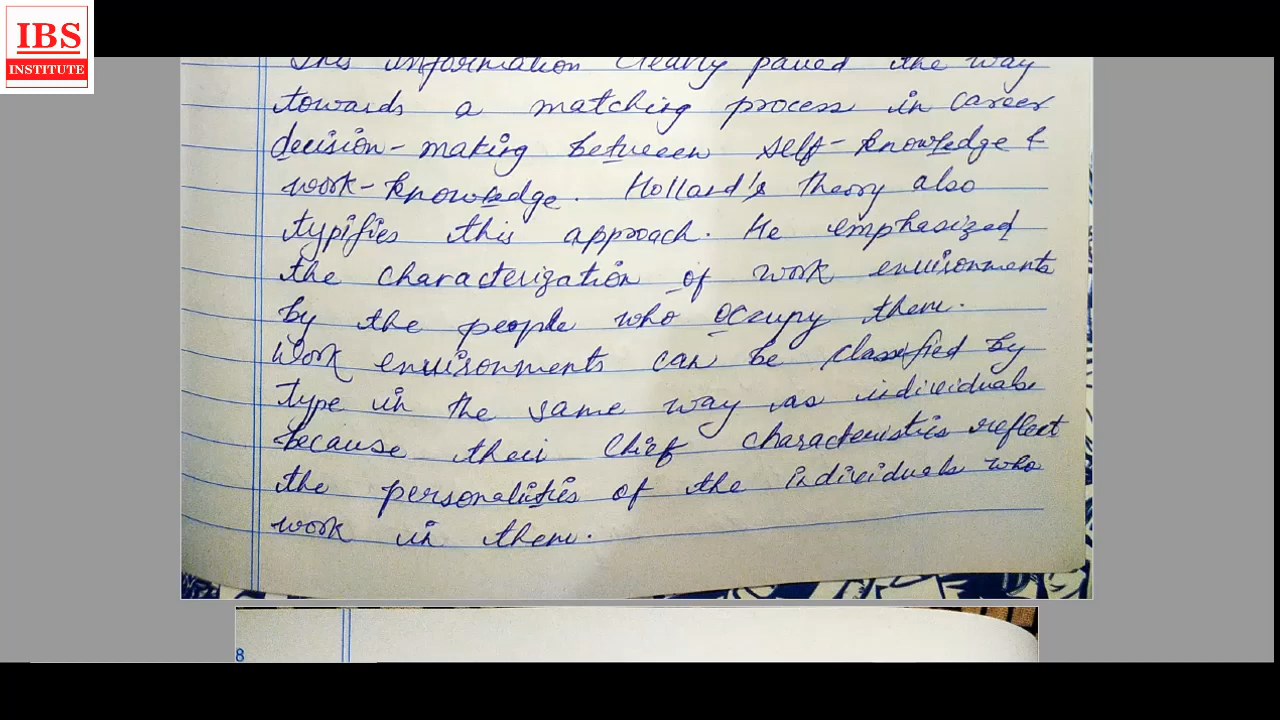 IBS
INSTITUTE
This information clearly paved the way
towards a matching process in career
decision-making between self-knowledge &
work-knowledge. Holland's theory also
typifies this approach. He emphasized
the characterization of work environments
by the people who occupy them.
Work environments can be classified by
type in the same way as individuals
because their chief characteristics reflect
the personalities of the individuals who
work in them.
8